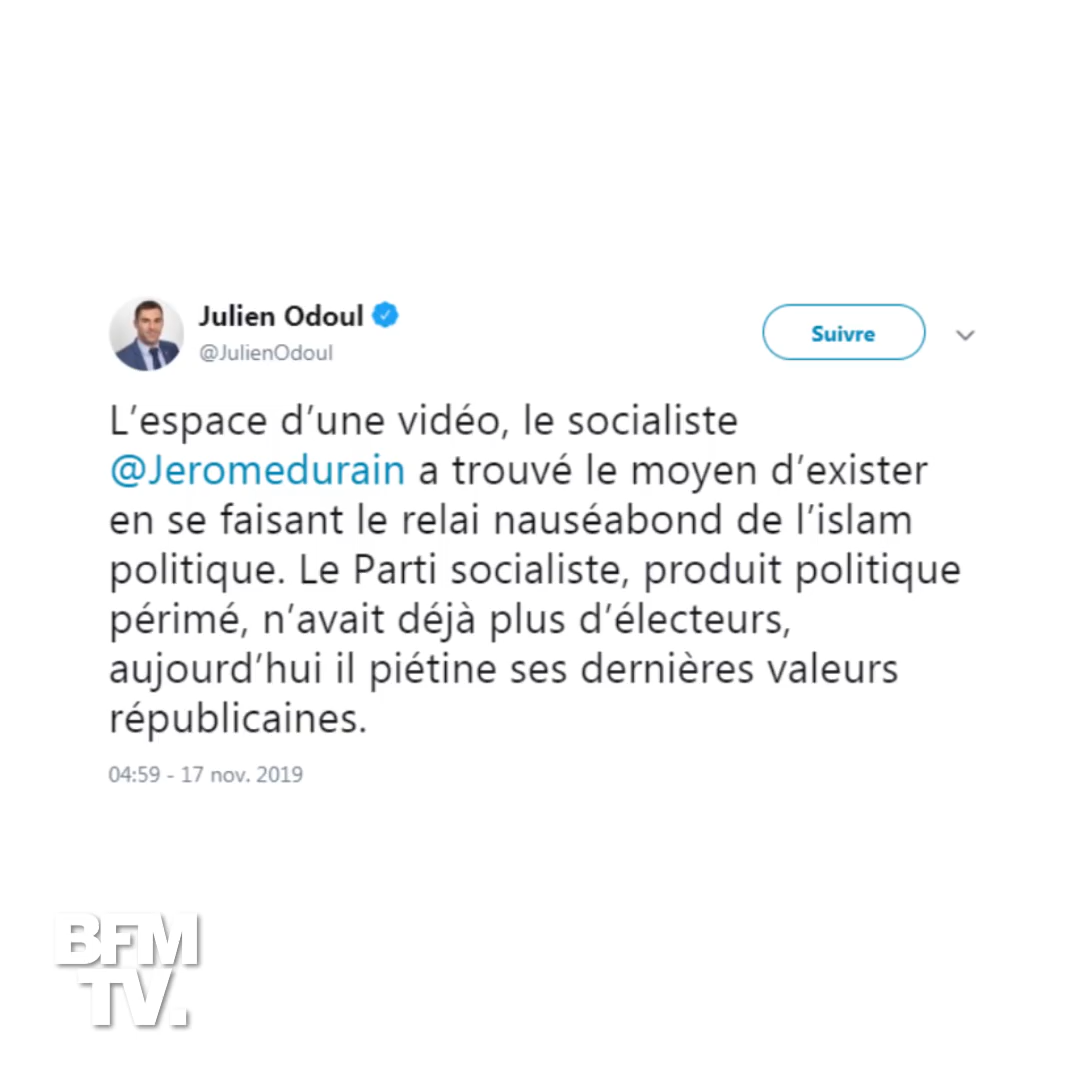 Julien Odoul
@JulienOdoul
Suivre
L’espace d’une vidéo, le socialiste
@Jeromedurain a trouvé le moyen d’exister
en se faisant le relai nauséabond de l’islam
politique. Le Parti socialiste, produit politique
périmé, n’avait déjà plus d’électeurs,
aujourd’hui il piétine ses dernières valeurs
républicaines.
04:59 - 17 nov. 2019
BFM
TV.